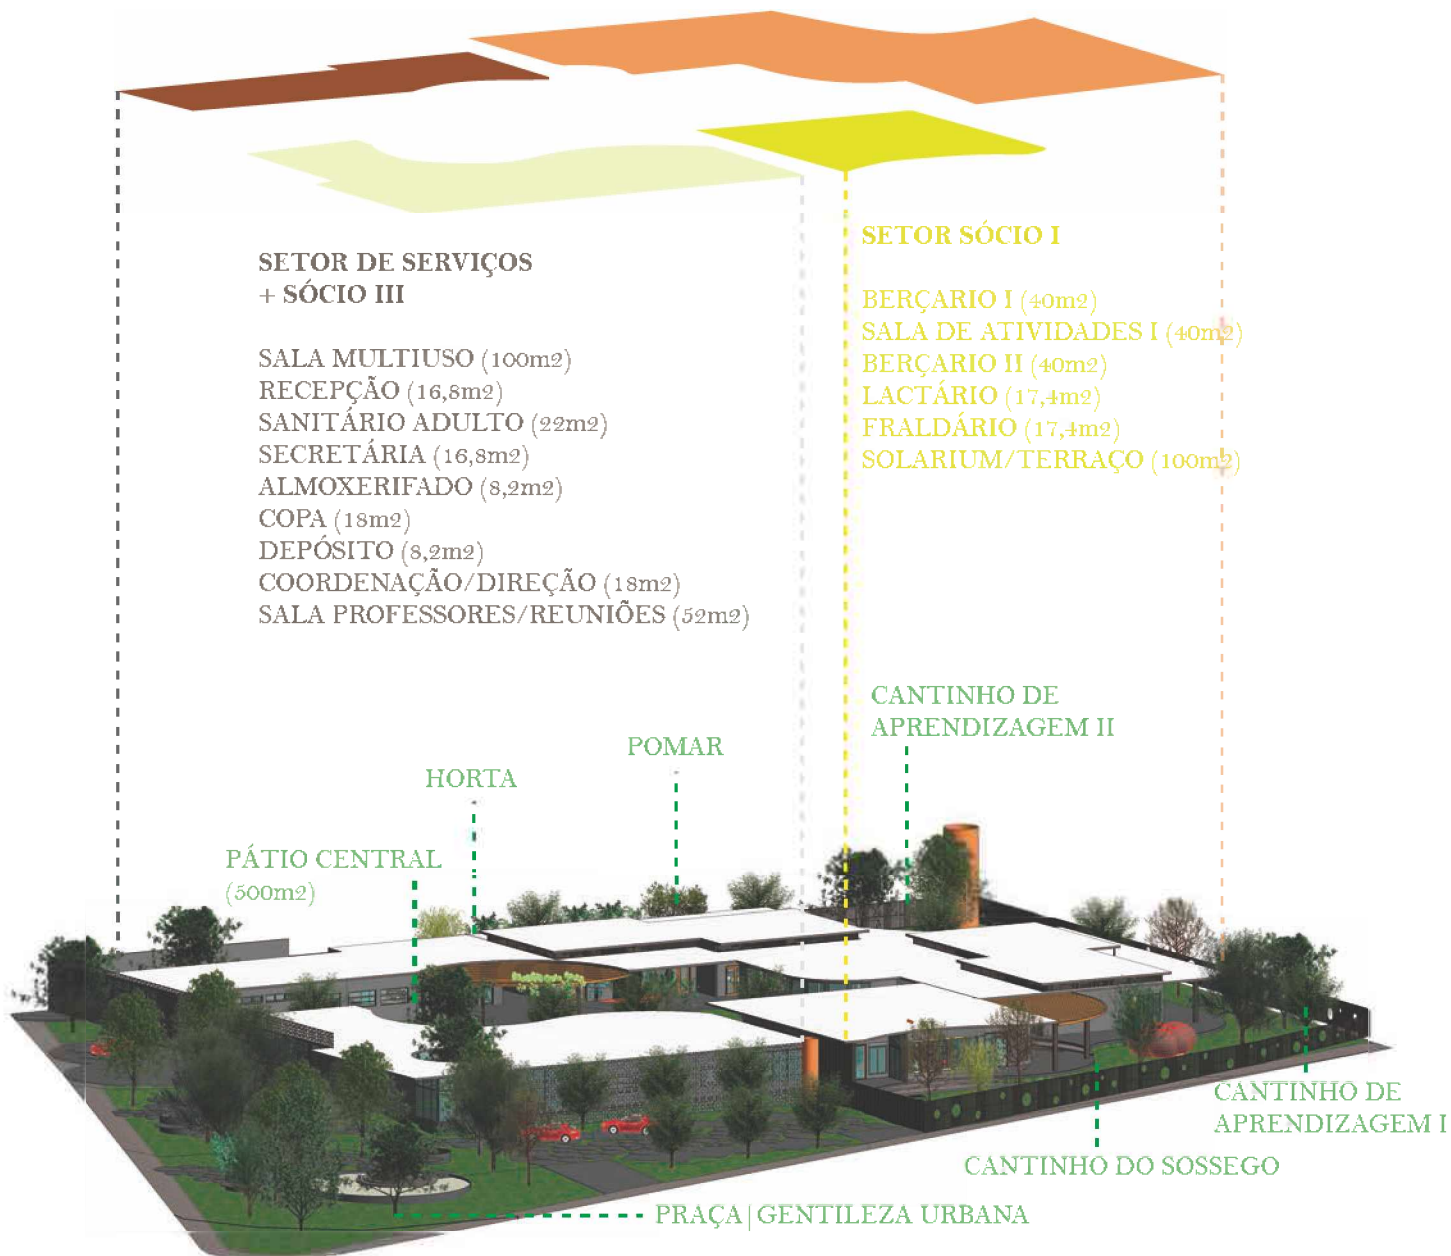 SETOR DE SERVIÇOS
+ SÓCIO III
SALA MULTIUSO (100m2)
RECEPÇÃO (16,8m2)
SANITÁRIO ADULTO (22m2)
SECRETÁRIA (16,8m2)
ALMOXERIFADO (8,2m2)
COPA (18m2)
DEPÓSITO (8,2m2)
COORDENAÇÃO/DIREÇÃO (18m2)
SALA PROFESSORES/REUNIÕES (52m2)
SETOR SÓCIO I
BERÇARIO I (40m2)
SALA DE ATIVIDADES I (40m2)
BERÇARIO II (40m2)
LACTÁRIO (17,4m2)
FRALDÁRIO (17,4m2)
SOLARIUM/TERRAÇO (100m2)
CANTINHO DE
APRENDIZAGEM II
POMAR
HORTA
PÁTIO CENTRAL
(500m2)
CANTINHO DE
APRENDIZAGEM I
CANTINHO DO SOSSEGO
PRAÇA|GENTILEZA URBANA